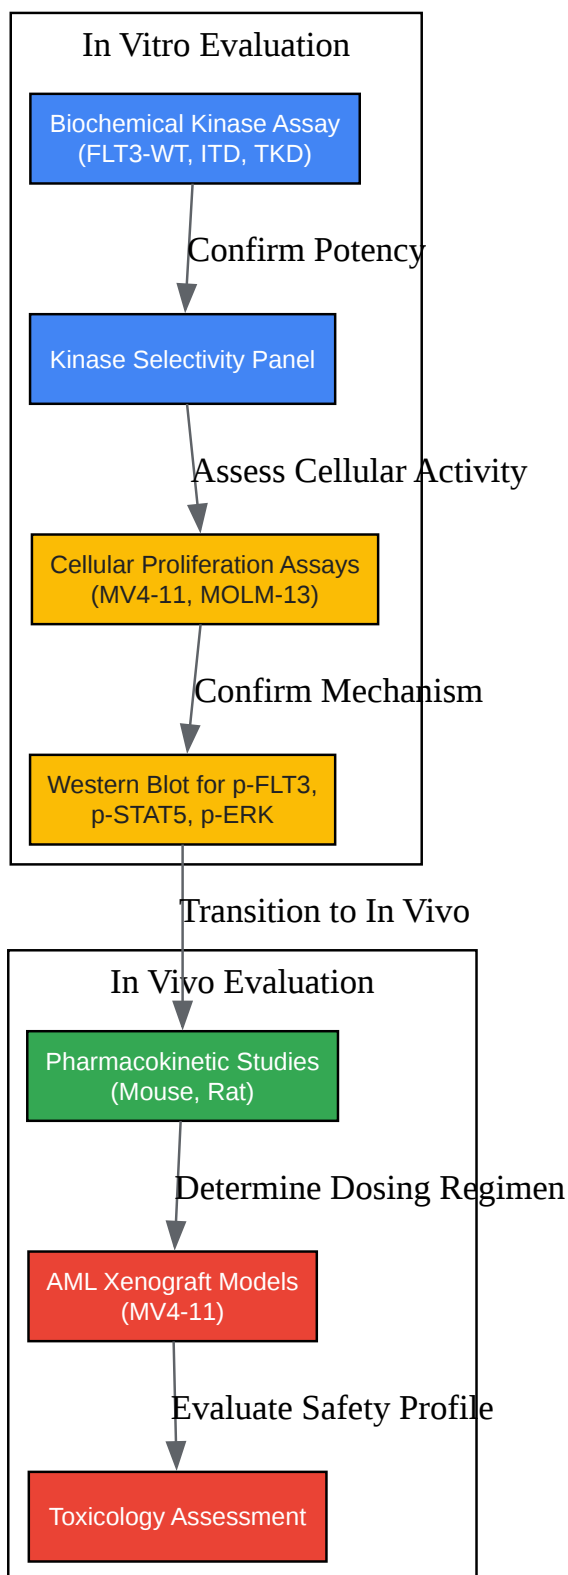 In Vitro Evaluation
Biochemical Kinase Assay
(FLT3-WT, ITD, TKD)
Confirm Potency
Kinase Selectivity Panel
Assess Cellular Activity
Cellular Proliferation Assays
(MV4-11, MOLM-13)
Confirm Mechanism
Western Blot for p-FLT3,
p-STAT5, p-ERK
Transition to In Vivo
In Vivo Evaluation
Pharmacokinetic Studies
(Mouse, Rat)
Determine Dosing Regimen
AML Xenograft Models
(MV4-11)
Evaluate Safety Profile
Toxicology Assessment